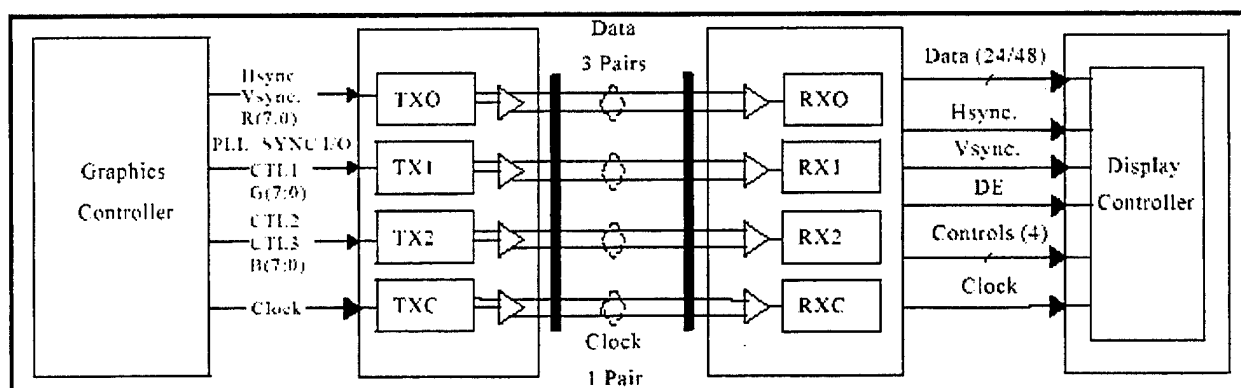 Graphics
Controller
Hsync
Vsync.
R(7:0)
PLL SYNC I/O
CTL1
G(7:0)
CTL2
CTL3
B(7:0)
Clock
TXO
TX1
TX2
TXC
Data
3 Pairs
Clock
1 Pair
RXO
RX1
RX2
RXC
Data (24/48)
Hsync.
Vsync.
DE
Controls (4)
Clock
Display
Controller